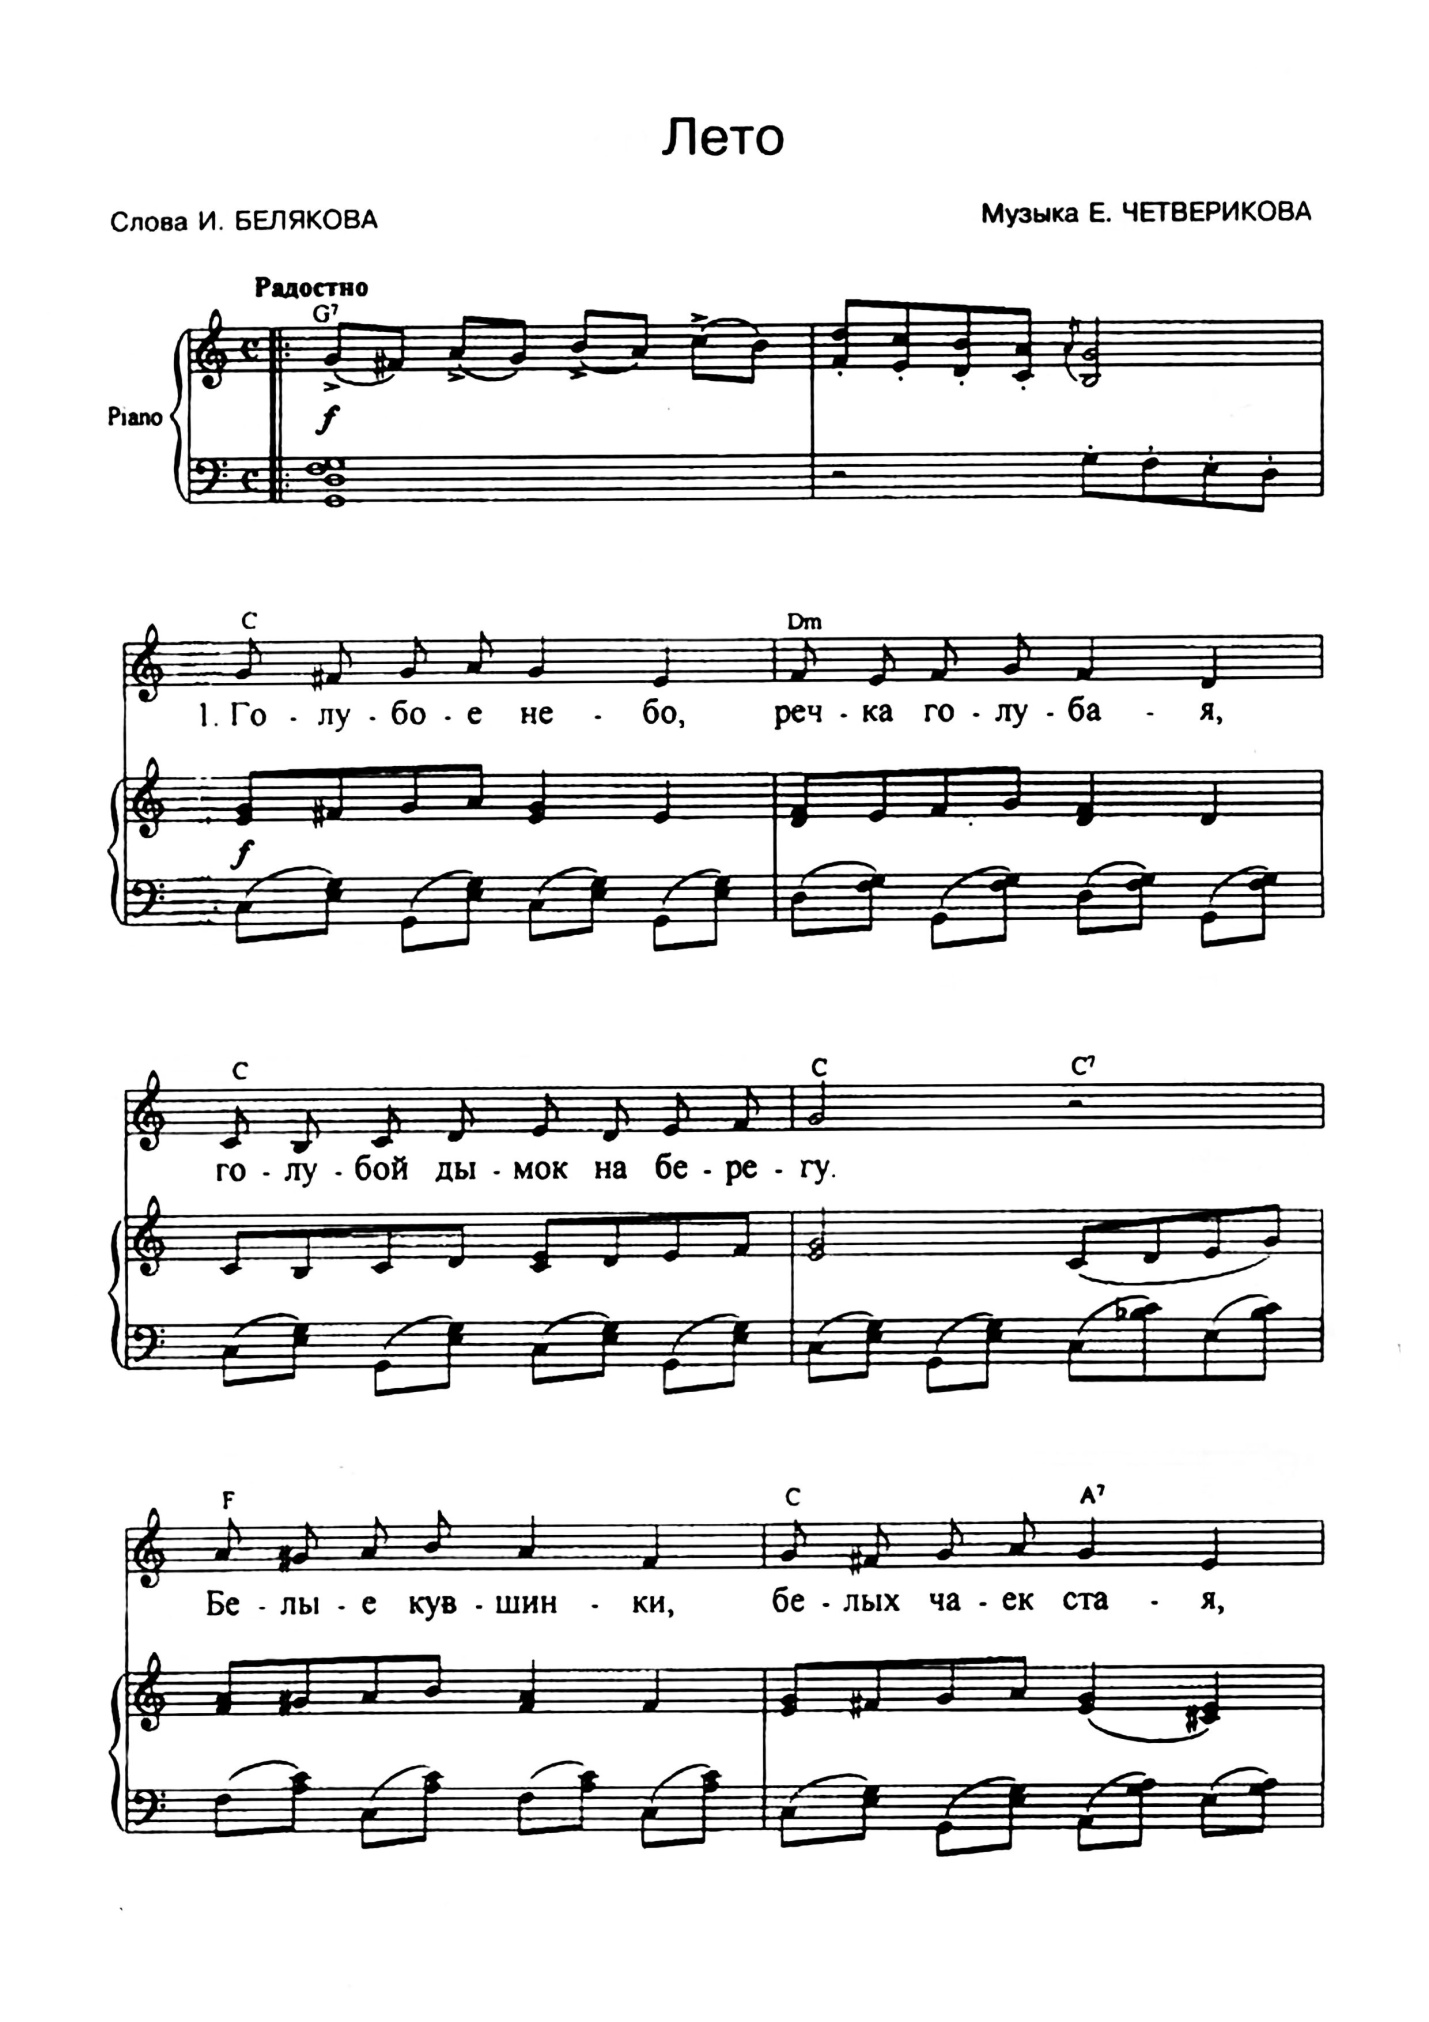 Лето
Слова И. БЕЛЯКОВА
Музыка Е. ЧЕТВЕРИКОВА
Радостно
G⁷
Piano
f
C Dm
1. Го - лу - бо - е не - бо, реч - ка го - лу - ба - я,
f
C C C⁷
го - лу - бой ды - мок на бе - ре - гу.
F C A⁷
Бе - лы - е кув - шин - ки, бе - лых ча - ек ста - я,